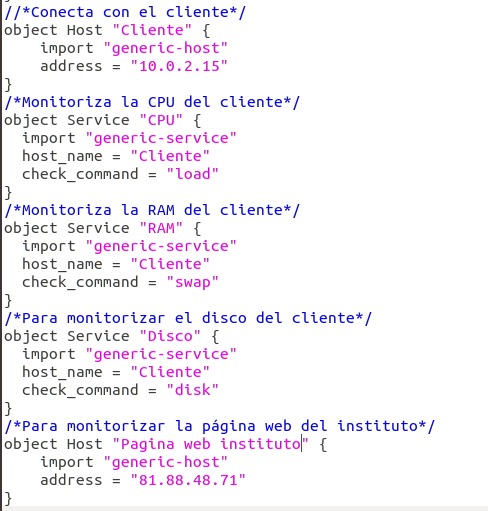 //*Conecta con el cliente*/
object Host "Cliente" {
    import "generic-host"
    address = "10.0.2.15"
}
/*Monitoriza la CPU del cliente*/
object Service "CPU" {
  import "generic-service"
  host_name = "Cliente"
  check_command = "load"
}
/*Monitoriza la RAM del cliente*/
object Service "RAM" {
  import "generic-service"
  host_name = "Cliente"
  check_command = "swap"
}
/*Para monitorizar el disco del cliente*/
object Service "Disco" {
  import "generic-service"
  host_name = "Cliente"
  check_command = "disk"
}
/*Para monitorizar la página web del instituto*/
object Host "Pagina web instituto" {
    import "generic-host"
    address = "81.88.48.71"
}